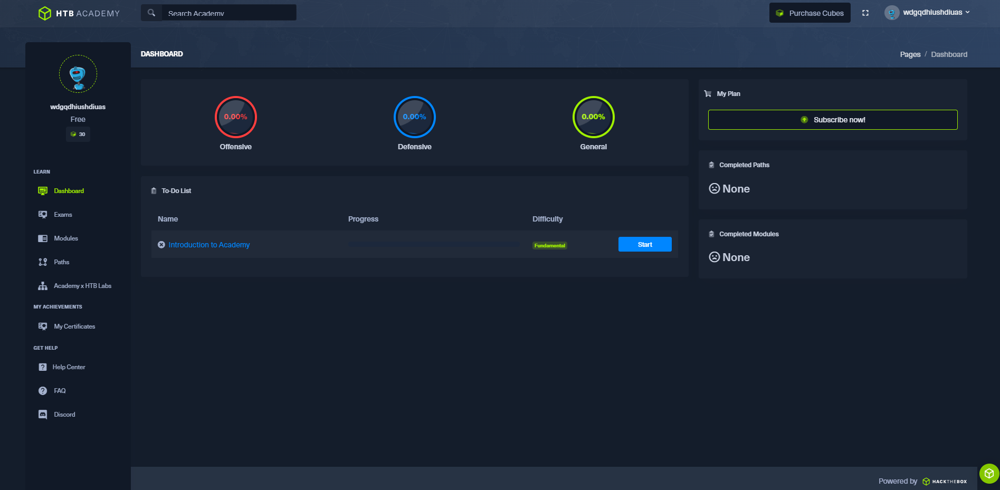 HTB ACADEMY
Search Academy
Purchase Cubes
wdgqdhiushdiuas
DASHBOARD
Pages / Dashboard
wdgqdhiushdiuas
Free
30
LEARN
Dashboard
Exams
Modules
Paths
Academy x HTB Labs
MY ACHIEVEMENTS
My Certificates
GET HELP
Help Center
FAQ
Discord
0.00%
Offensive
0.00%
Defensive
0.00%
General
To-Do List
Name Progress Difficulty
Introduction to Academy Fundamental Start
My Plan
Subscribe now!
Completed Paths
None
Completed Modules
None
Powered by HACKTHEBOX